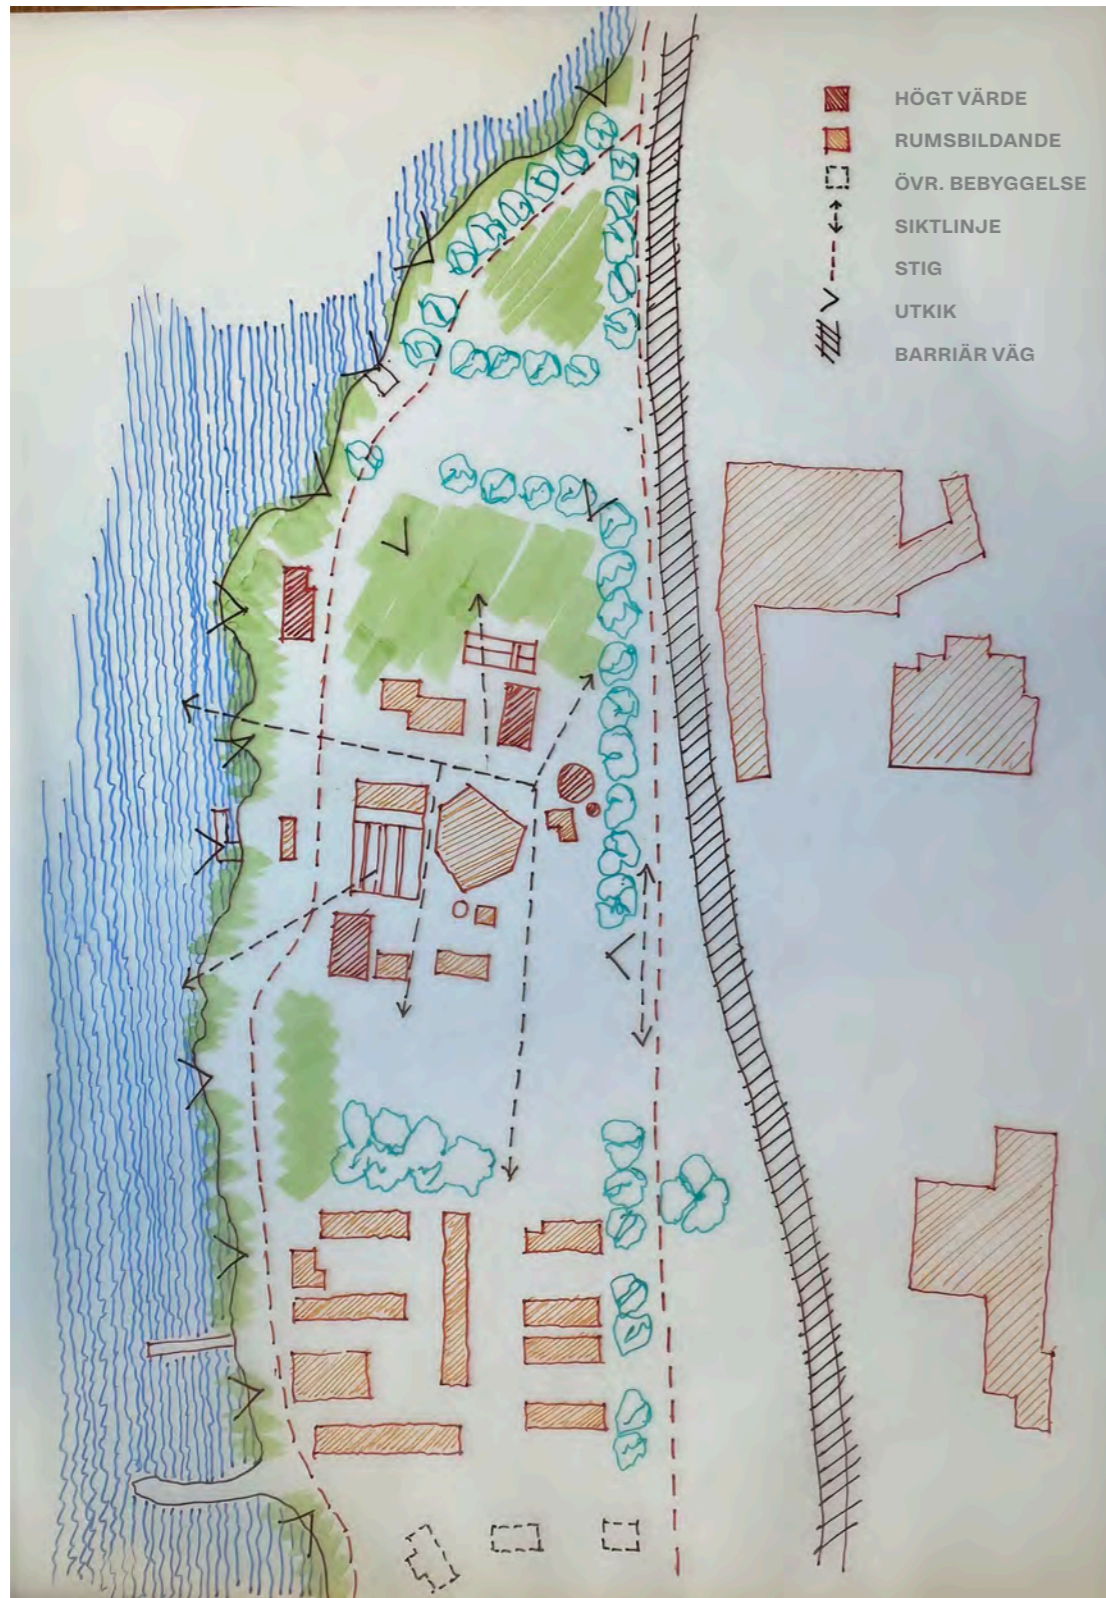 HÖGT VÄRDE
RUMSBILDANDE
ÖVR. BEBYGGELSE
SIKTLINJE
STIG
UTKIK
BARRIÄR VÄG